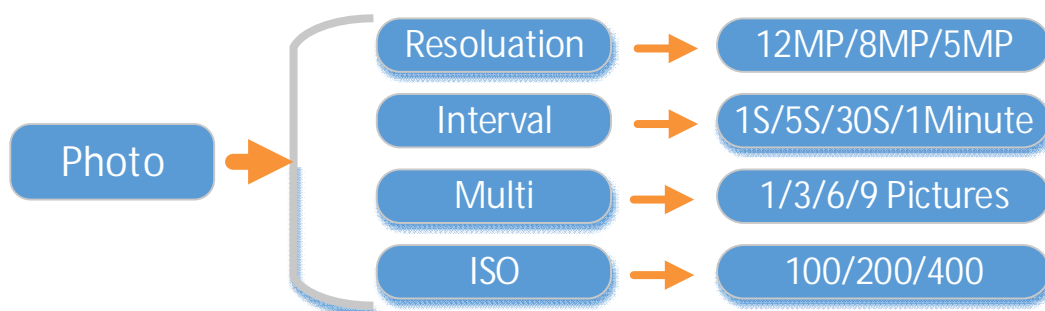 Photo
Resoluation
12MP/8MP/5MP
Interval
1S/5S/30S/1Minute
Multi
1/3/6/9 Pictures
ISO
100/200/400